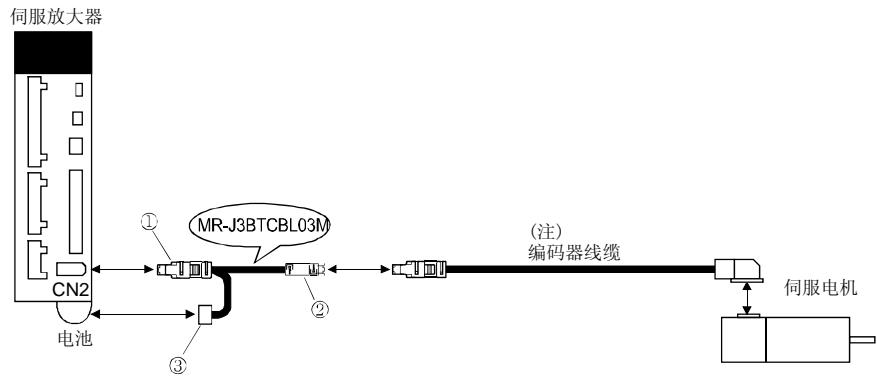 伺服放大器
①
MR-J3BTCBL03M
(注)
编码器线缆
CN2
②
伺服电机
电池
③